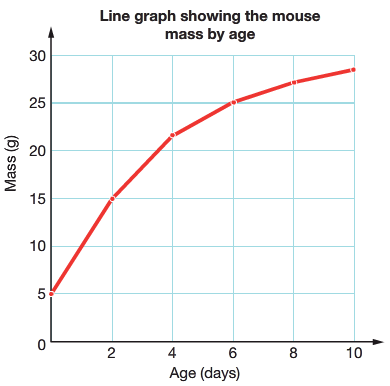 Line graph showing the mouse
mass by age
30
25
20
15
10
5
0
Mass (g)
2 4 6 8 10
Age (days)